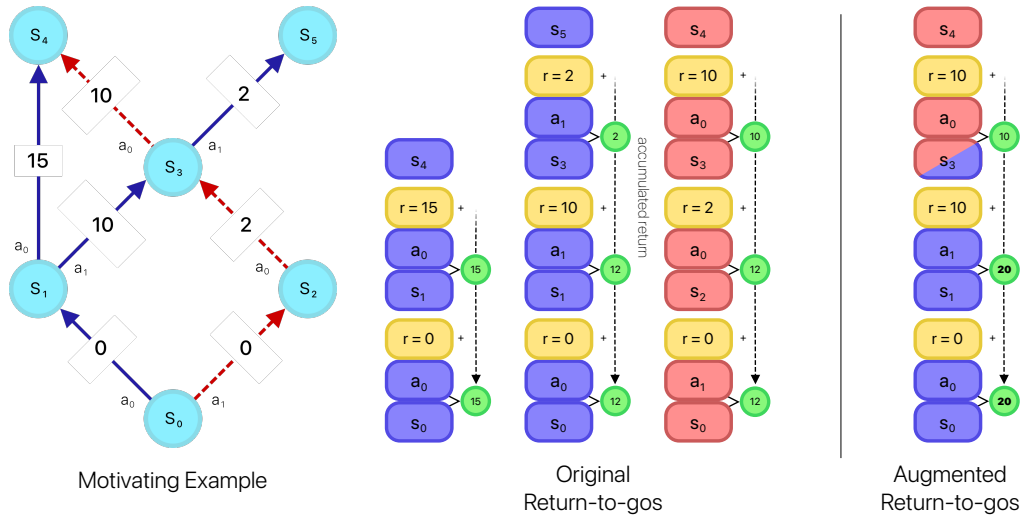 S4
S5
10
2
a0
a1
15
S3
10
2
a0
a1
a0
S1
S2
0
0
a0
a1
S0
Motivating Example
s4
r = 15
+
a0
15
s1
r = 0
+
a0
15
s0
s5
r = 2
+
a1
2
s3
r = 10
a1
12
s1
r = 0
a0
12
s0
accumulated return
s4
r = 10
+
a0
10
s3
r = 2
+
a0
12
s2
r = 0
+
a1
12
s0
Original
Return-to-gos
s4
r = 10
+
a0
10
s3
r = 10
+
a1
20
s1
r = 0
+
a0
20
s0
Augmented
Return-to-gos